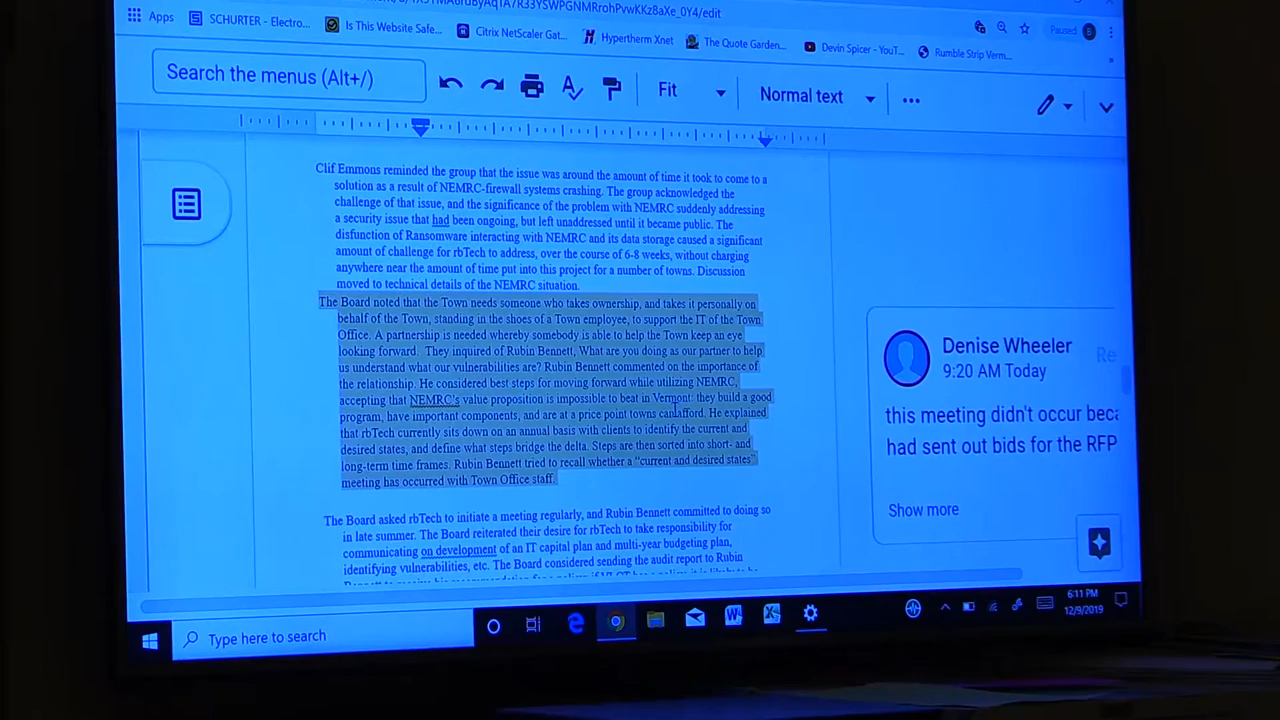 Apps
SCHURTER - Electro...
Is This Website Safe...
Citrix NetScaler Gat...
Hypertherm Xnet
The Quote Garden...
Devin Spicer - YouT...
Rumble Strip Verm...
Paused
B
Search the menus (Alt+/)
Fit
Normal text
Clif Emmons reminded the group that the issue was around the amount of time it took to come to a
solution as a result of NEMRC-firewall systems crashing. The group acknowledged the
challenge of that issue, and the significance of the problem with NEMRC suddenly addressing
a security issue that had been ongoing, but left unaddressed until it became public. The
disfunction of Ransomware interacting with NEMRC and its data storage caused a significant
amount of challenge for rbTech to address, over the course of 6-8 weeks, without charging
anywhere near the amount of time put into this project for a number of towns. Discussion
moved to technical details of the NEMRC situation.
The Board noted that the Town needs someone who takes ownership, and takes it personally on
behalf of the Town, standing in the shoes of a Town employee, to support the IT of the Town
Office. A partnership is needed whereby somebody is able to help the Town keep an eye
looking forward. They inquired of Rubin Bennett, What are you doing as our partner to help
us understand what our vulnerabilities are? Rubin Bennett commented on the importance of
the relationship. He considered best steps for moving forward while utilizing NEMRC,
accepting that NEMRC's value proposition is impossible to beat in Vermont: they build a good
program, have important components, and are at a price point towns can afford. He explained
that rbTech currently sits down on an annual basis with clients to identify the current and
desired states, and define what steps bridge the delta. Steps are then sorted into short- and
long-term time frames. Rubin Bennett tried to recall whether a "current and desired states"
meeting has occurred with Town Office staff.
The Board asked rbTech to initiate a meeting regularly, and Rubin Bennett committed to doing so
in late summer. The Board reiterated their desire for rbTech to take responsibility for
communicating on development of an IT capital plan and multi-year budgeting plan,
identifying vulnerabilities, etc. The Board considered sending the audit report to Rubin
Denise Wheeler
Re
9:20 AM Today
this meeting didn't occur beca
had sent out bids for the RFP
Show more
Type here to search
6:11 PM
12/9/2019